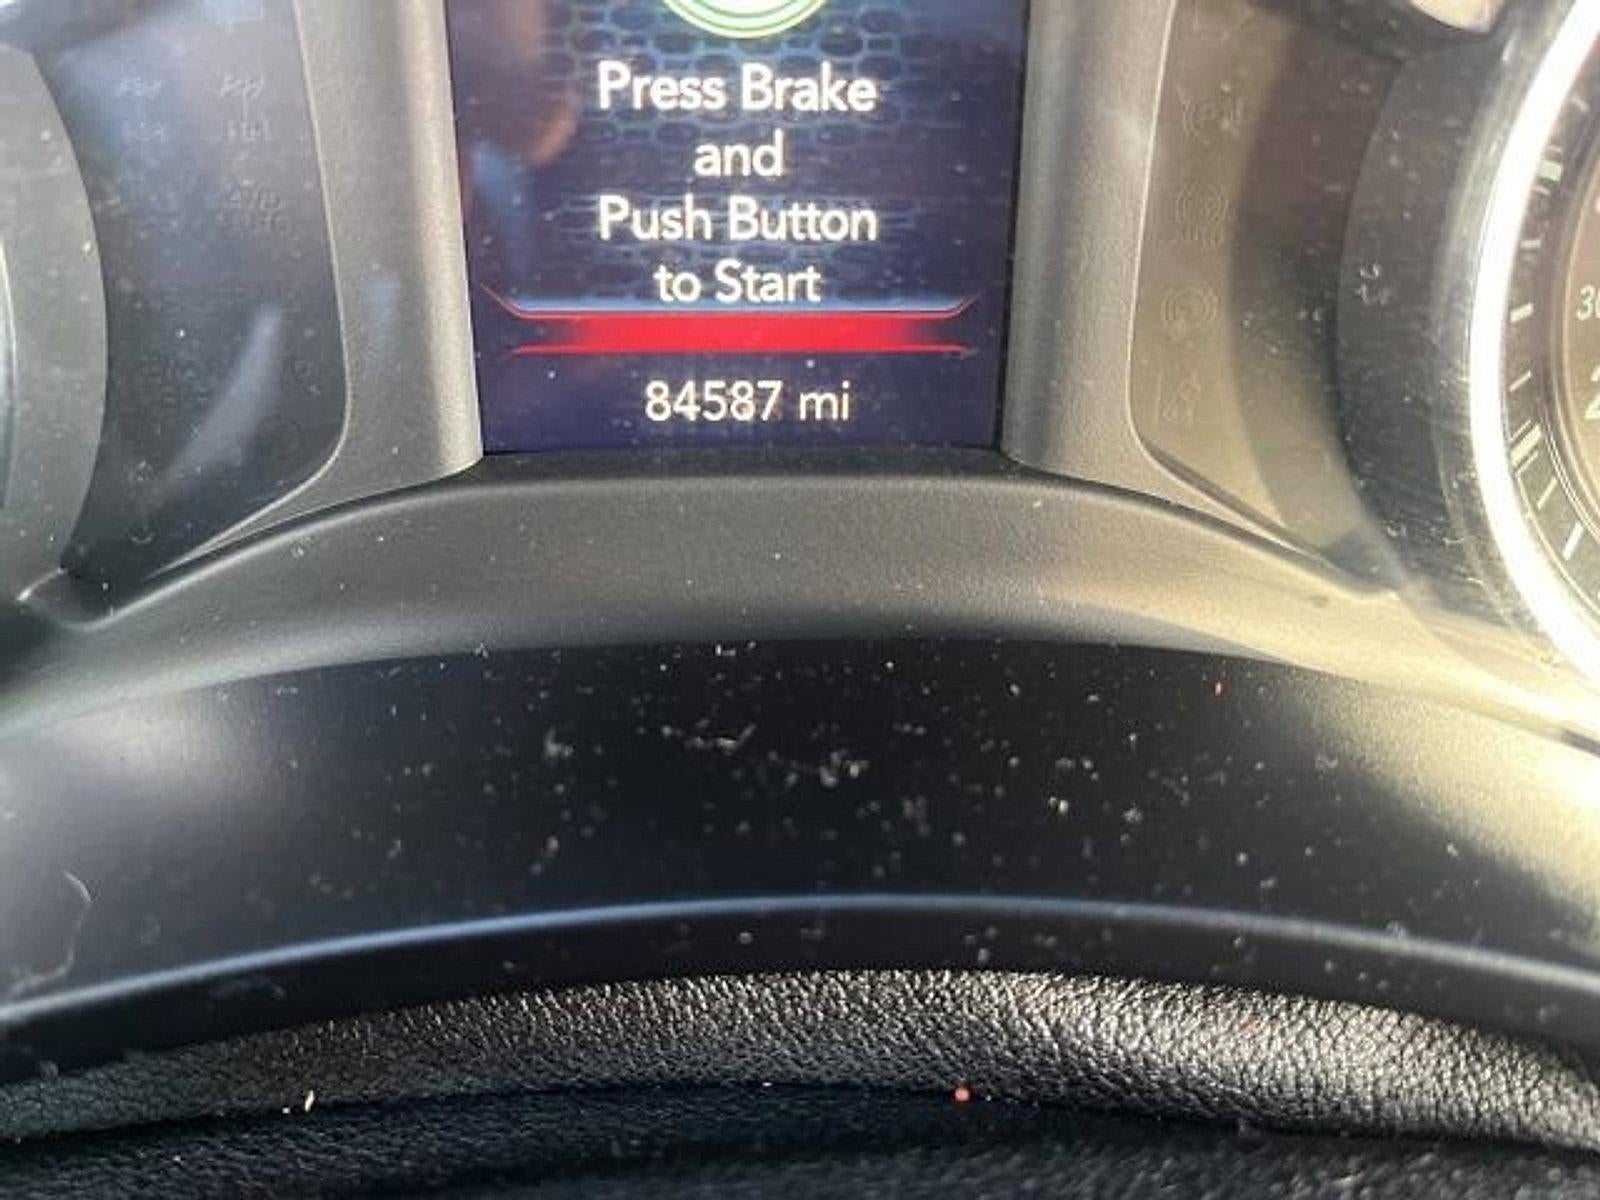 Press Brake
and
Push Button
to Start
84587 mi